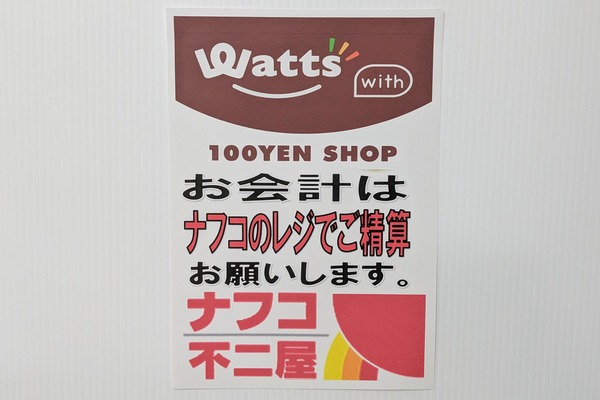 Watts
with
100YEN SHOP
お会計は
ナフコのレジでご精算
お願いします。
ナフコ
不二屋